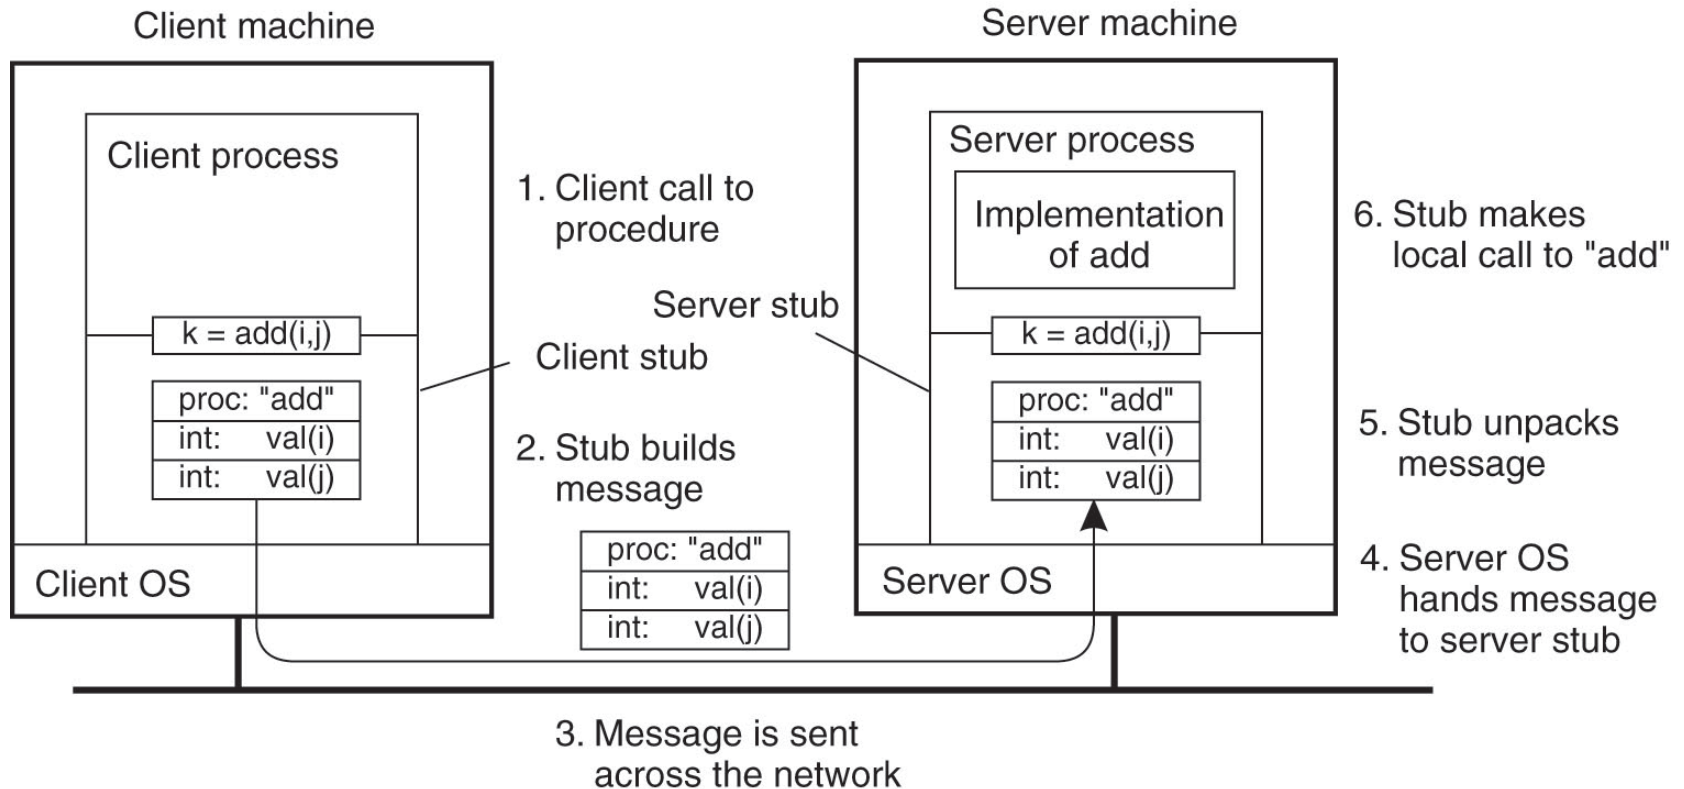 Client machine
Server machine
Client process
1. Client call to
procedure
Server process
Implementation
of add
6. Stub makes
local call to "add"
Server stub
k = add(i,j)
k = add(i,j)
Client stub
proc: "add"
int: val(i)
int: val(j)
2. Stub builds
message
proc: "add"
int: val(i)
int: val(j)
5. Stub unpacks
message
proc: "add"
int: val(i)
int: val(j)
Client OS
Server OS
4. Server OS
hands message
to server stub
3. Message is sent
across the network